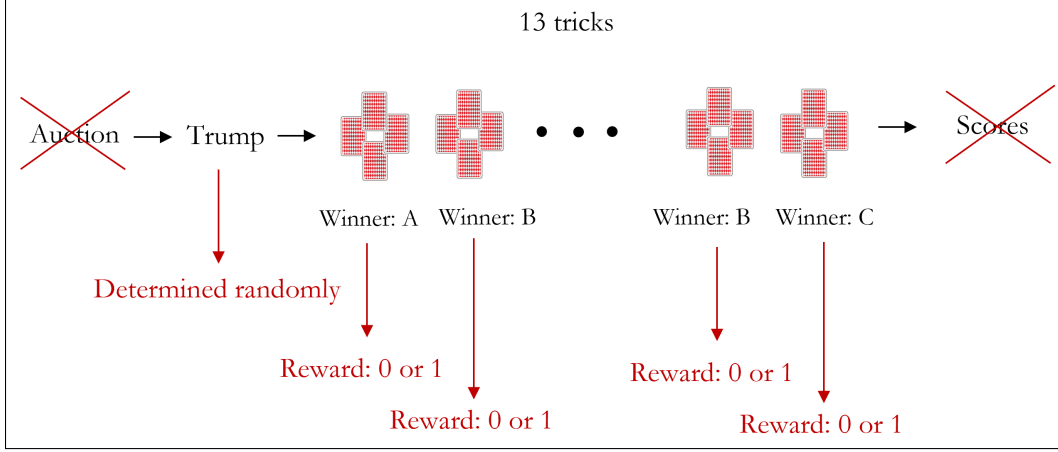 13 tricks
Auction
Trump
Scores
Winner: A
Winner: B
Winner: B
Winner: C
Determined randomly
Reward: 0 or 1
Reward: 0 or 1
Reward: 0 or 1
Reward: 0 or 1